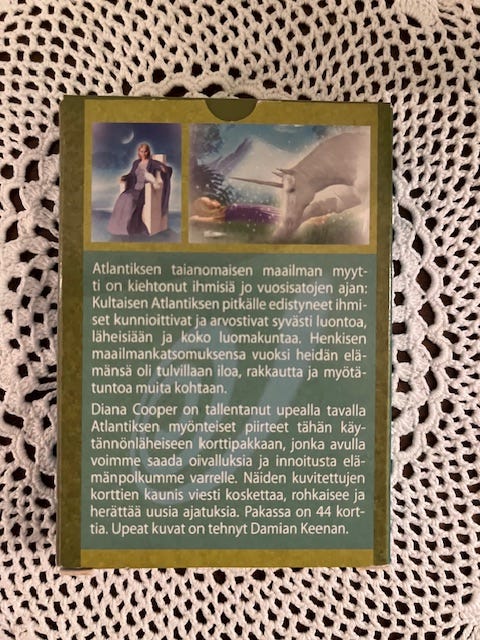 Atlantiksen taianomaisen maailman myyt-
ti on kiehtonut ihmisiä jo vuosisatojen ajan:
Kultaisen Atlantiksen pitkälle edistyneet ihmi-
set kunnioittivat ja arvostivat syvästi luontoa,
läheisiään ja koko luomakuntaa. Henkisen
maailmankatsomuksensa vuoksi heidän elä-
mänsä oli tulvillaan iloa, rakkautta ja myötä-
tuntoa muita kohtaan.
Diana Cooper on tallentanut upealla tavalla
Atlantiksen myönteiset piirteet tähän käy-
tännönläheiseen korttipakkaan, jonka avulla
voimme saada oivalluksia ja innoitusta elä-
mänpolkumme varrelle. Näiden kuvitettujen
korttien kaunis viesti koskettaa, rohkaisee ja
herättää uusia ajatuksia. Pakassa on 44 kort-
tia. Upeat kuvat on tehnyt Damian Keenan.